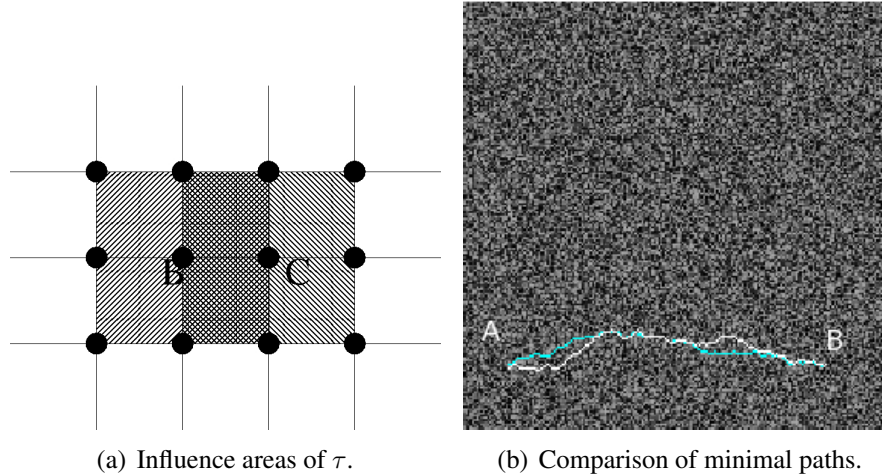 B C
A B
(a) Influence areas of τ.
(b) Comparison of minimal paths.